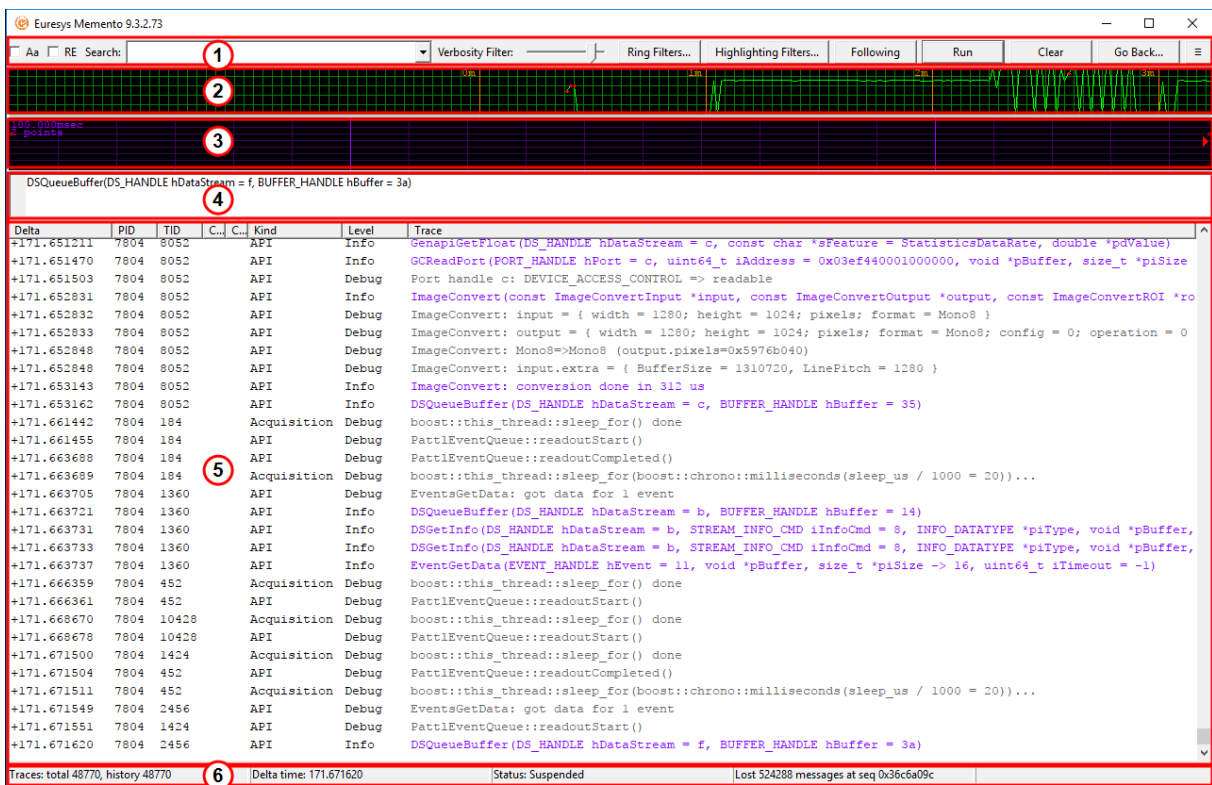 Euresys Memento 9.3.2.73
Aa RE Search: 1 Verbosity Filter: Ring Filters... Highlighting Filters... Following Run Clear Go Back... ≡
0m 1m 2m 3m
2
100.000msec
2 points
3
DSQueueBuffer(DS_HANDLE hDataStream = f, BUFFER_HANDLE hBuffer = 3a)
4
Delta PID TID C... C... Kind Level Trace
+171.651211 7804 8052 API Info GenapiGetFloat(DS_HANDLE hDataStream = c, const char *sFeature = StatisticsDataRate, double *pdValue)
+171.651470 7804 8052 API Info GCReadPort(PORT_HANDLE hPort = c, uint64_t iAddress = 0x03ef440001000000, void *pBuffer, size_t *piSize
+171.651503 7804 8052 API Debug Port handle c: DEVICE_ACCESS_CONTROL => readable
+171.652831 7804 8052 API Info ImageConvert(const ImageConvertInput *input, const ImageConvertOutput *output, const ImageConvertROI *ro
+171.652832 7804 8052 API Debug ImageConvert: input = { width = 1280; height = 1024; pixels; format = Mono8 }
+171.652833 7804 8052 API Debug ImageConvert: output = { width = 1280; height = 1024; pixels; format = Mono8; config = 0; operation = 0
+171.652848 7804 8052 API Debug ImageConvert: Mono8=>Mono8 (output.pixels=0x5976b040)
+171.652848 7804 8052 API Debug ImageConvert: input.extra = { BufferSize = 1310720, LinePitch = 1280 }
+171.653143 7804 8052 API Info ImageConvert: conversion done in 312 us
+171.653162 7804 8052 API Info DSQueueBuffer(DS_HANDLE hDataStream = c, BUFFER_HANDLE hBuffer = 35)
+171.661442 7804 184 Acquisition Debug boost::this_thread::sleep_for() done
+171.661455 7804 184 API Debug PattlEventQueue::readoutStart()
+171.663688 7804 184 API Debug PattlEventQueue::readoutCompleted()
+171.663689 7804 184 5 Acquisition Debug boost::this_thread::sleep_for(boost::chrono::milliseconds(sleep_us / 1000 = 20))...
+171.663705 7804 1360 API Debug EventsGetData: got data for 1 event
+171.663721 7804 1360 API Info DSQueueBuffer(DS_HANDLE hDataStream = b, BUFFER_HANDLE hBuffer = 14)
+171.663731 7804 1360 API Info DSGetInfo(DS_HANDLE hDataStream = b, STREAM_INFO_CMD iInfoCmd = 8, INFO_DATATYPE *piType, void *pBuffer,
+171.663733 7804 1360 API Info DSGetInfo(DS_HANDLE hDataStream = b, STREAM_INFO_CMD iInfoCmd = 8, INFO_DATATYPE *piType, void *pBuffer,
+171.663737 7804 1360 API Info EventGetData(EVENT_HANDLE hEvent = 11, void *pBuffer, size_t *piSize -> 16, uint64_t iTimeout = -1)
+171.666359 7804 452 Acquisition Debug boost::this_thread::sleep_for() done
+171.666361 7804 452 API Debug PattlEventQueue::readoutStart()
+171.668670 7804 10428 Acquisition Debug boost::this_thread::sleep_for() done
+171.668678 7804 10428 API Debug PattlEventQueue::readoutStart()
+171.671500 7804 1424 Acquisition Debug boost::this_thread::sleep_for() done
+171.671504 7804 452 API Debug PattlEventQueue::readoutCompleted()
+171.671511 7804 452 Acquisition Debug boost::this_thread::sleep_for(boost::chrono::milliseconds(sleep_us / 1000 = 20))...
+171.671549 7804 2456 API Debug EventsGetData: got data for 1 event
+171.671551 7804 1424 API Debug PattlEventQueue::readoutStart()
+171.671620 7804 2456 API Info DSQueueBuffer(DS_HANDLE hDataStream = f, BUFFER_HANDLE hBuffer = 3a)
Traces: total 48770, history 48770 6 Delta time: 171.671620 Status: Suspended Lost 524288 messages at seq 0x36c6a09c